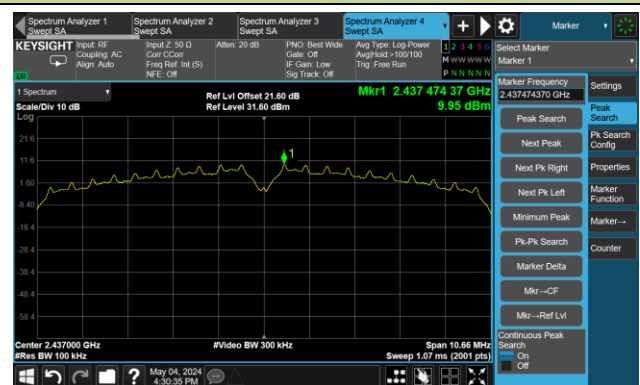 Spectrum Analyzer 1
Swept SA
Spectrum Analyzer 2
Swept SA
Spectrum Analyzer 3
Swept SA
Spectrum Analyzer 4
Swept SA
Marker
KEYSIGHT
Input: RF
Coupling: AC
Align: Auto
Input Z: 50 Ω
Corr CCorr
Freq Ref: Int (S)
NFE: Off
Atten: 20 dB
PNO: Best Wide
Gate: Off
IF Gain: Low
Sig Track: Off
Avg Type: Log-Power
Avg|Hold:>100/100
Trig: Free Run
1 2 3 4 5 6
M W W W W W
P N N N N N
LU
Select Marker
Marker 1
1 Spectrum
Scale/Div 10 dB
Ref Lvl Offset 21.60 dB
Ref Level 31.60 dBm
Mkr1 2.437 474 37 GHz
9.95 dBm
Log
21.6
11.6
1.60
-8.40
-18.4
-28.4
-38.4
-48.4
-58.4
1
Center 2.437000 GHz
#Res BW 100 kHz
#Video BW 300 kHz
Span 10.66 MHz
Sweep 1.07 ms (2001 pts)
Marker Frequency
2.437474370 GHz
Peak Search
Next Peak
Next Pk Right
Next Pk Left
Minimum Peak
Pk-Pk Search
Marker Delta
Mkr→CF
Mkr→Ref Lvl
Continuous Peak
Search
On
Off
Settings
Peak
Search
Pk Search
Config
Properties
Marker
Function
Marker→
Counter
May 04, 2024
4:30:35 PM